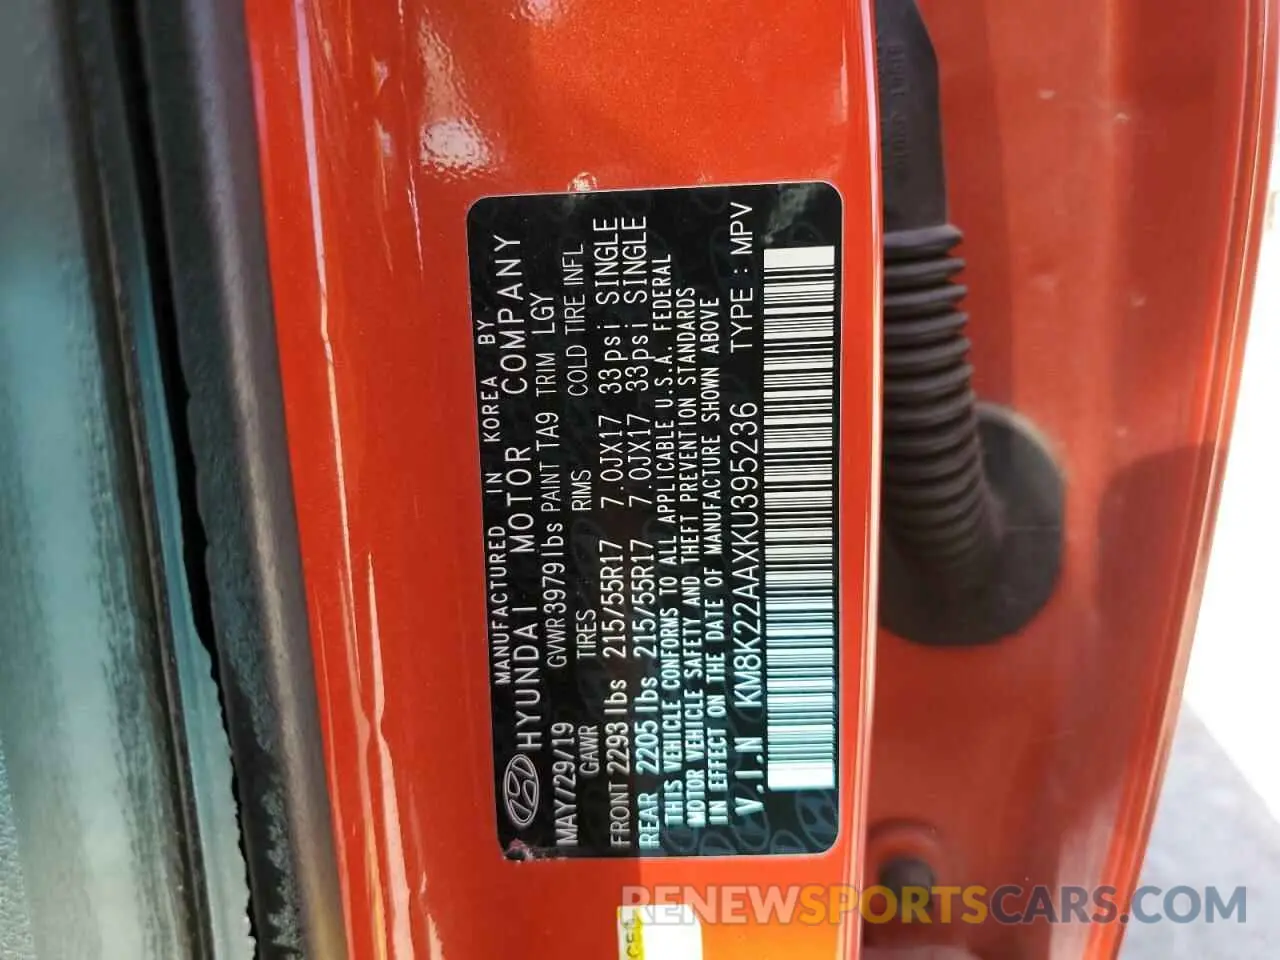 MANUFACTURED IN KOREA BY
HYUNDAI MOTOR COMPANY
MAY/29/19 GVWR 3979 lbs PAINT TA9 TRIM LGY
GAWR TIRES RIMS COLD TIRE INFL
FRONT 2293 lbs 215/55R17 7.0JX17 33psi SINGLE
REAR 2205 lbs 215/55R17 7.0JX17 33psi SINGLE
THIS VEHICLE CONFORMS TO ALL APPLICABLE U.S.A. FEDERAL
MOTOR VEHICLE SAFETY AND THEFT PREVENTION STANDARDS
IN EFFECT ON THE DATE OF MANUFACTURE SHOWN ABOVE
V.I.N KM8K22AAXKU395236 TYPE : MPV
RENEWSPORTSCARS.COM